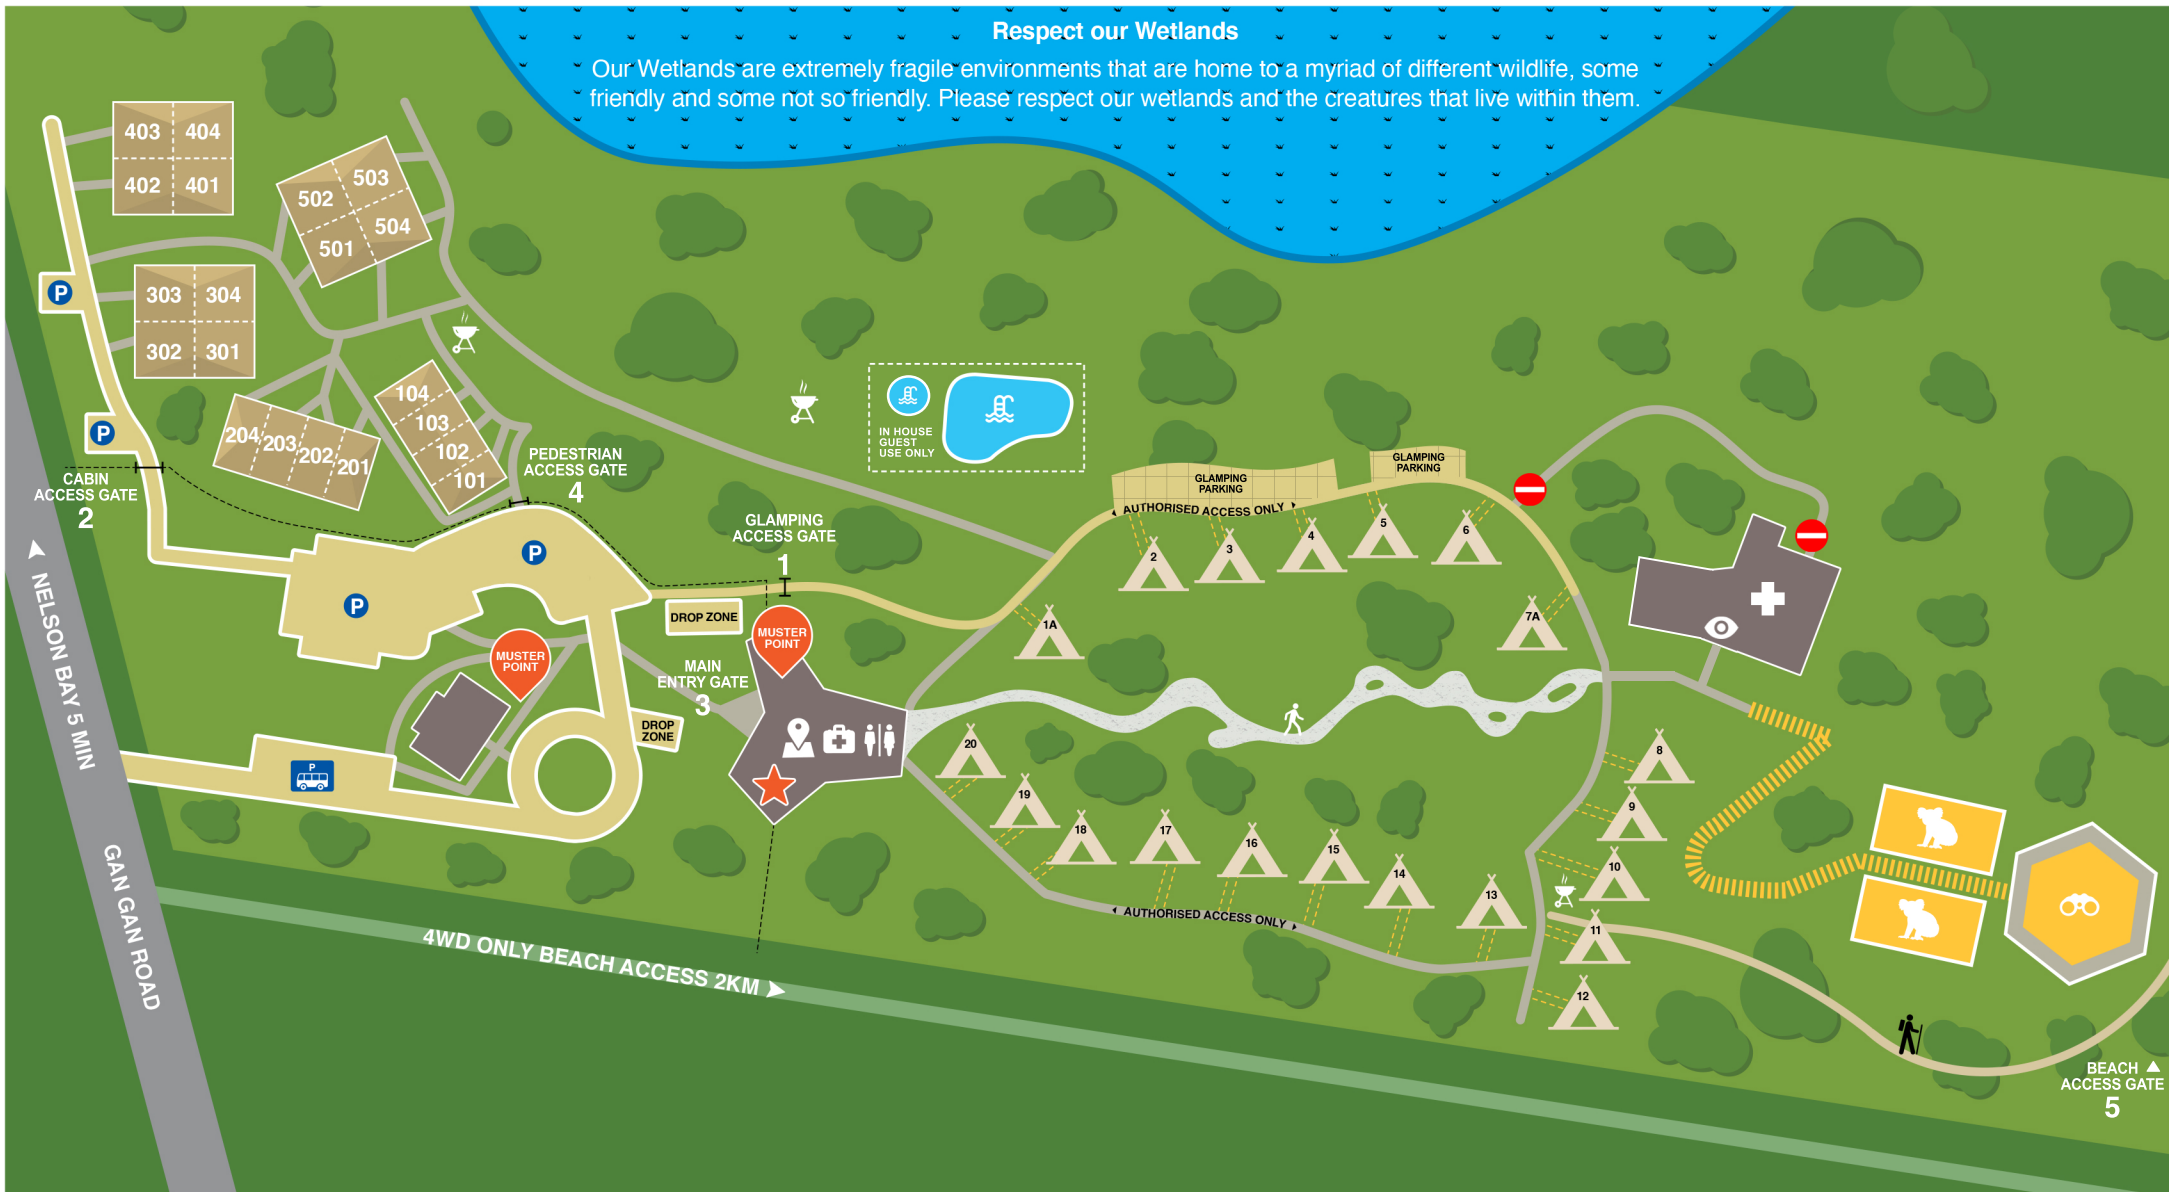 Respect our Wetlands
Our Wetlands are extremely fragile environments that are home to a myriad of different wildlife, some
friendly and some not so friendly. Please respect our wetlands and the creatures that live within them.
403
404
402
401
502
503
501
504
303
304
302
301
P
P
204
203
202
201
104
103
102
101
CABIN
ACCESS GATE
2
PEDESTRIAN
ACCESS GATE
4
IN HOUSE
GUEST
USE ONLY
GLAMPING
ACCESS GATE
1
P
P
GLAMPING
PARKING
GLAMPING
PARKING
AUTHORISED ACCESS ONLY
DROP ZONE
MUSTER
POINT
MUSTER
POINT
MAIN
ENTRY GATE
3
DROP
ZONE
P
1A
2
3
4
5
6
7A
8
9
10
11
12
13
14
15
16
17
18
19
20
AUTHORISED ACCESS ONLY
NELSON BAY 5 MIN
GAN GAN ROAD
4WD ONLY BEACH ACCESS 2KM
BEACH
ACCESS GATE
5